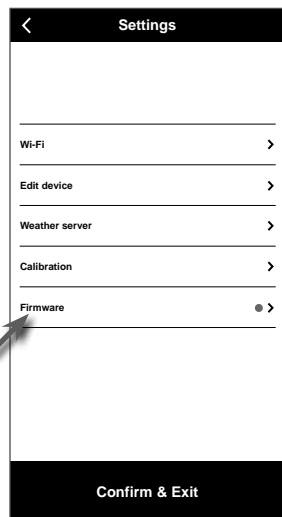 Settings
Wi-Fi
Edit device
Weather server
Calibration
Firmware
Confirm & Exit